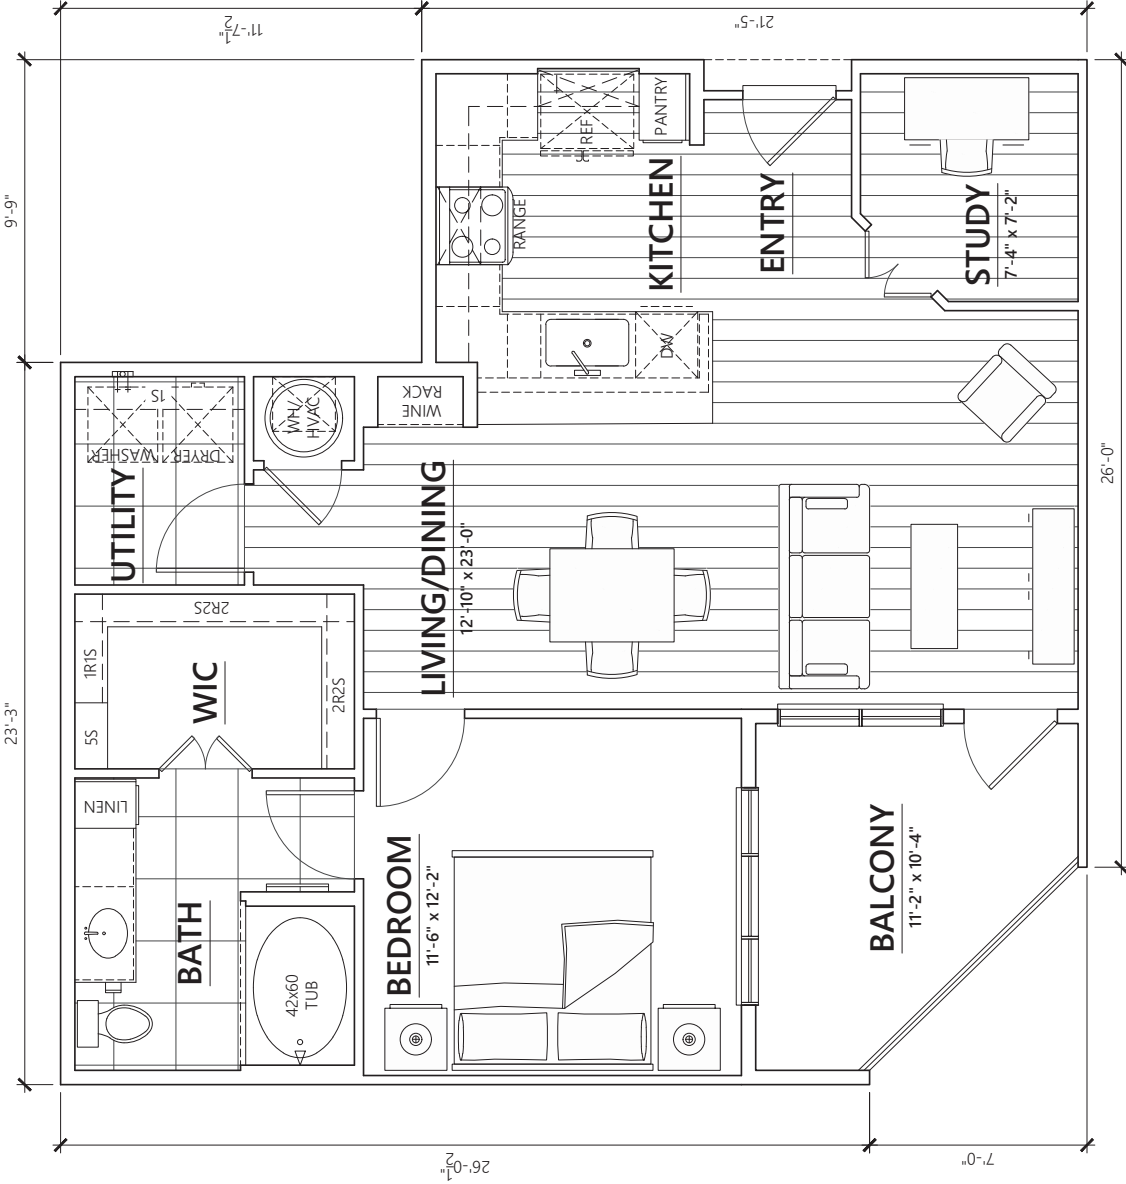 11'-7 1/2"
21'-5"
9'-9"
23'-3"
26'-0"
26'-0 1/2"
7'-0"
REF
PANTRY
RANGE
KITCHEN
ENTRY
STUDY
7'-4" x 7'-2"
DW
WINE
RACK
WH/
HVAC
1S
WASHER
DRYER
UTILITY
LIVING/DINING
12'-10" x 23'-0"
2R2S
1R1S
5S
WIC
2R2S
LINEN
BATH
42x60
TUB
BEDROOM
11'-6" x 12'-2"
BALCONY
11'-2" x 10'-4"